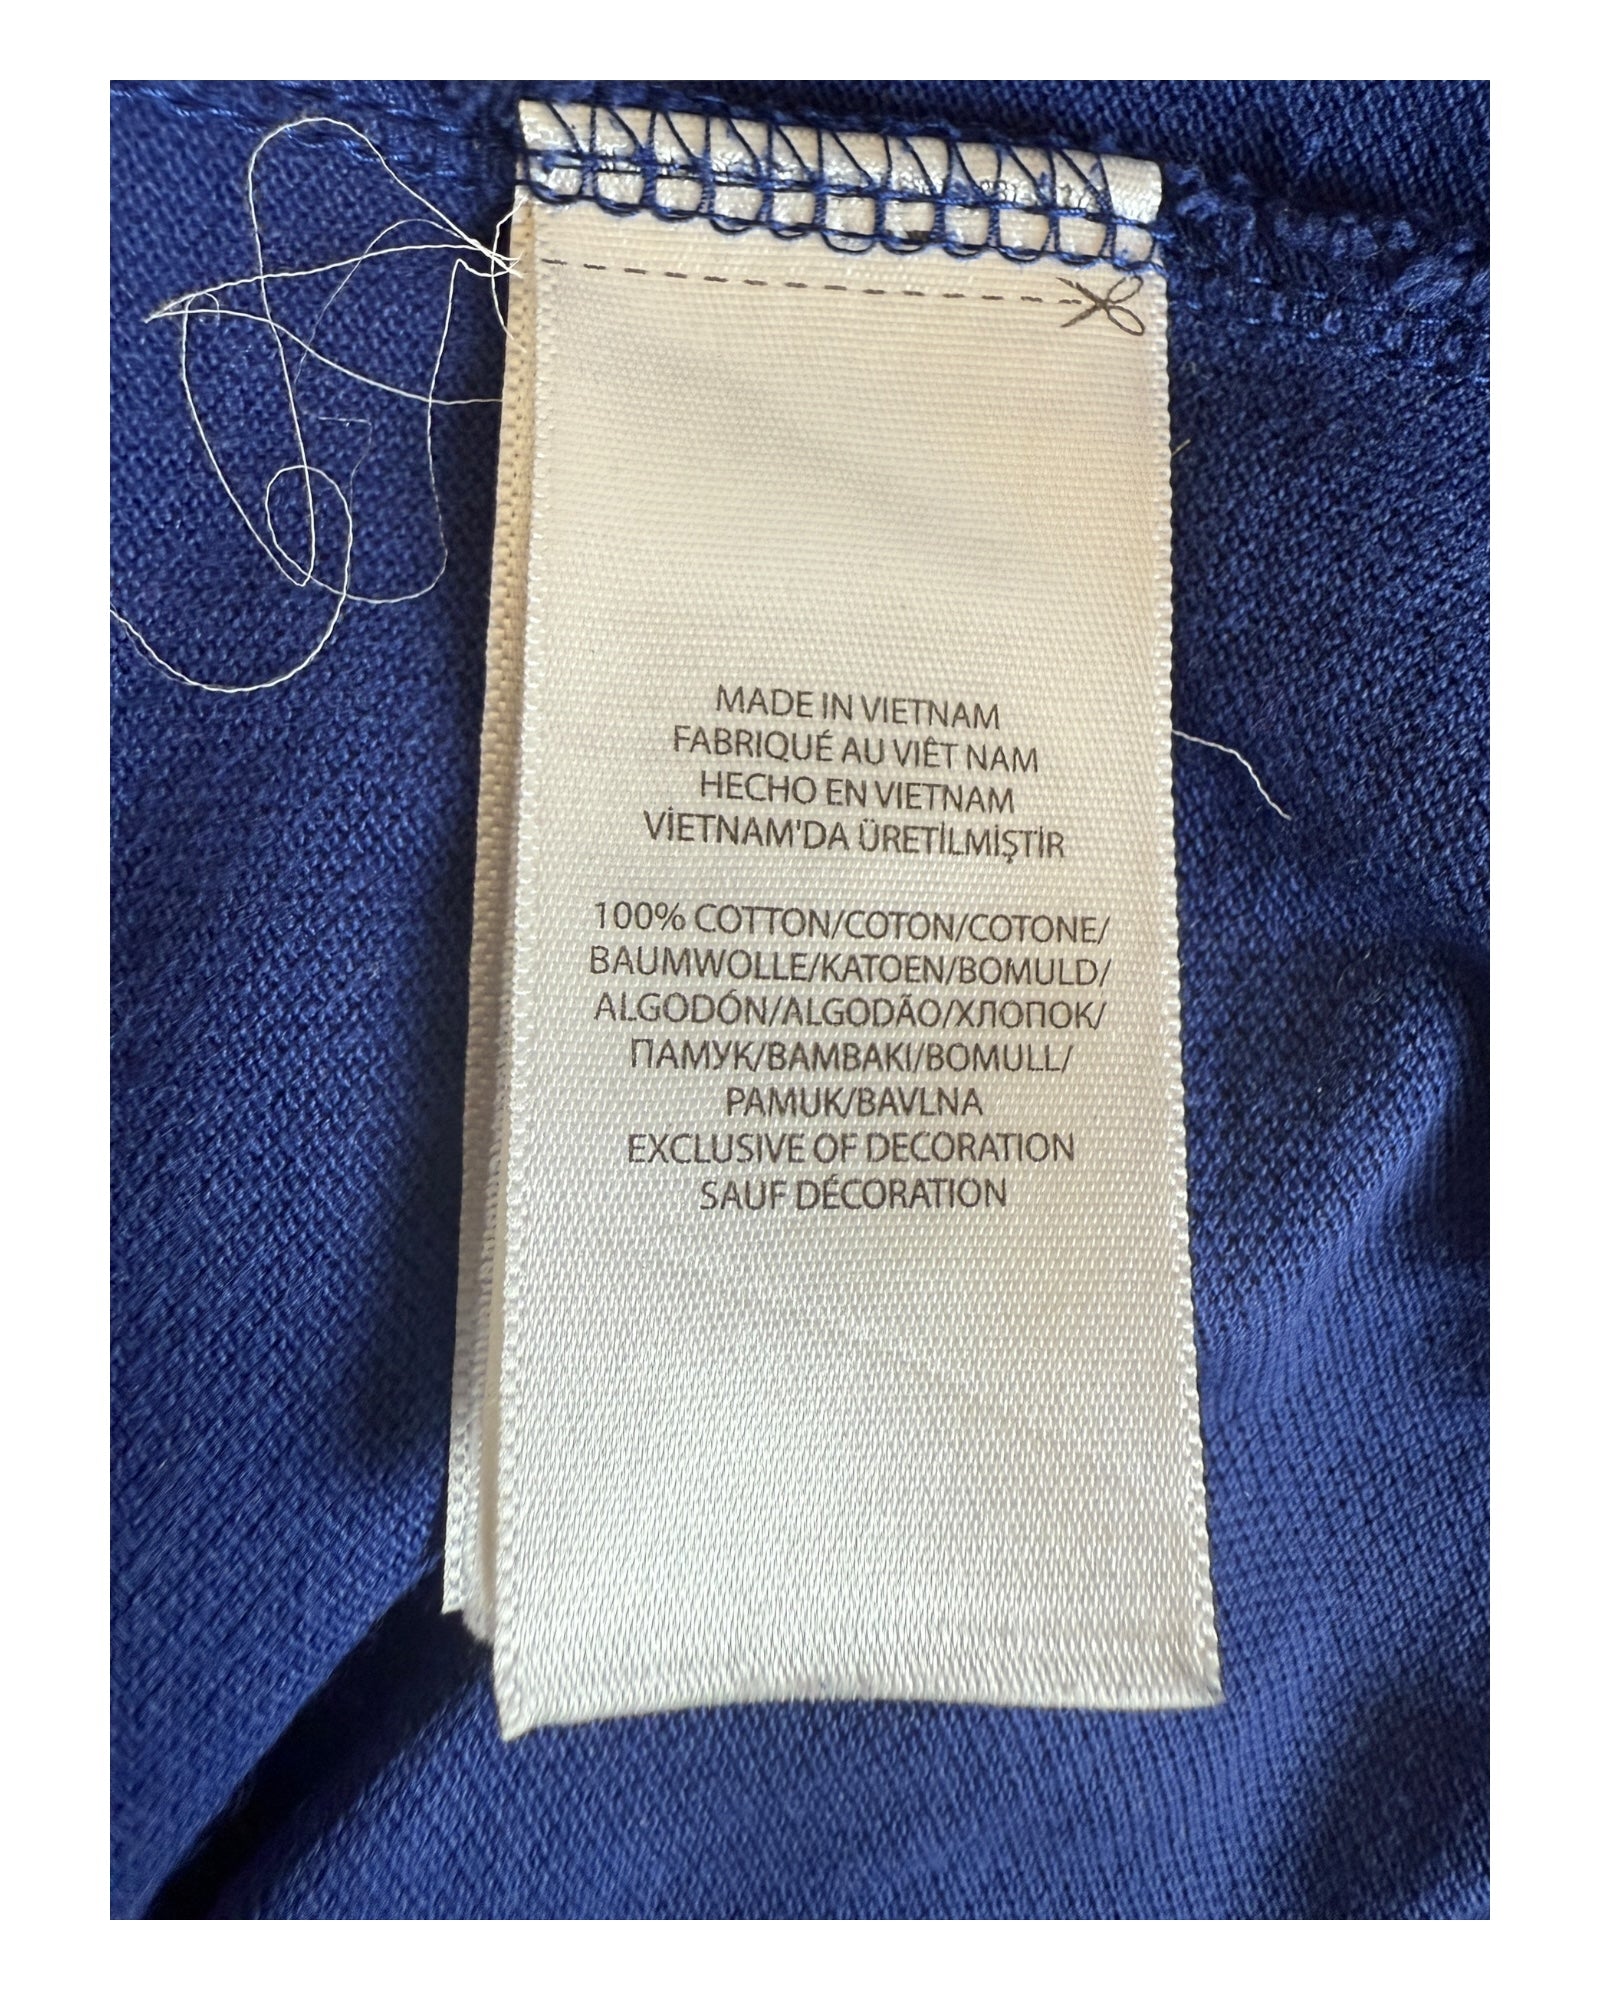 MADE IN VIETNAM
FABRIQUÉ AU VIÊT NAM
HECHO EN VIETNAM
VİETNAM'DA ÜRETİLMİŞTİR
100% COTTON/COTON/COTONE/
BAUMWOLLE/KATOEN/BOMULD/
ALGODÓN/ALGODÃO/ХЛОПОК/
ПАМУК/ΒΑΜΒΑΚΙ/BOMULL/
PAMUK/BAVLNA
EXCLUSIVE OF DECORATION
SAUF DÉCORATION